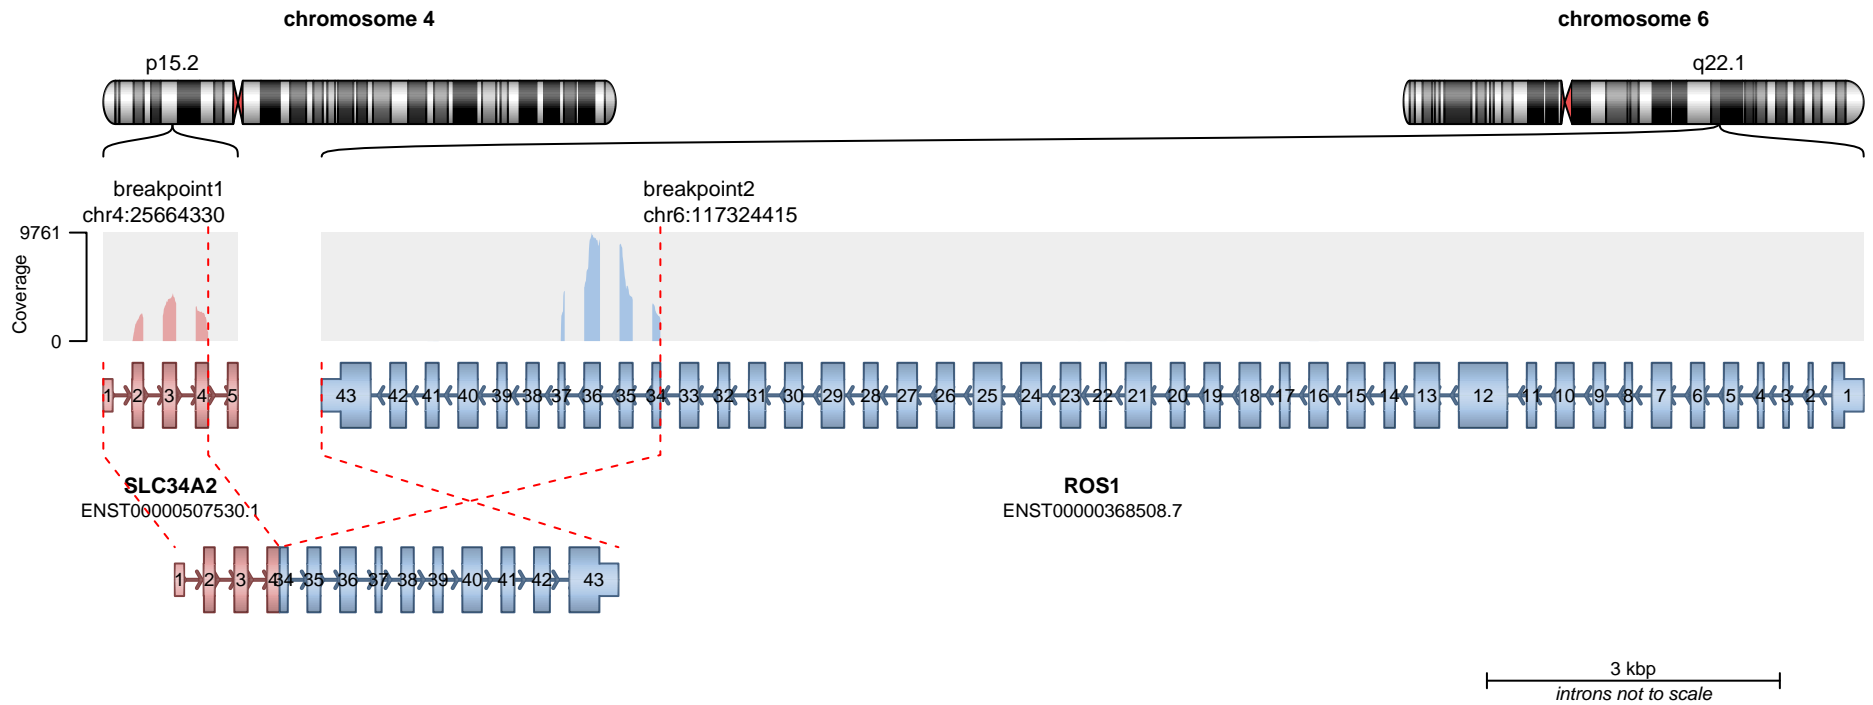 chromosome 4
chromosome 6
p15.2
q22.1
breakpoint1
chr4:25664330
breakpoint2
chr6:117324415
9761
Coverage
0
1 2 3 4 5
43 42 41 40 39 38 37 36 35 34 33 32 31 30 29 28 27 26 25 24 23 22 21 20 19 18 17 16 15 14 13 12 11 10 9 8 7 6 5 4 3 2 1
SLC34A2
ENST00000507530.1
ROS1
ENST00000368508.7
1 2 3 4 34 35 36 37 38 39 40 41 42 43
3 kbp
introns not to scale